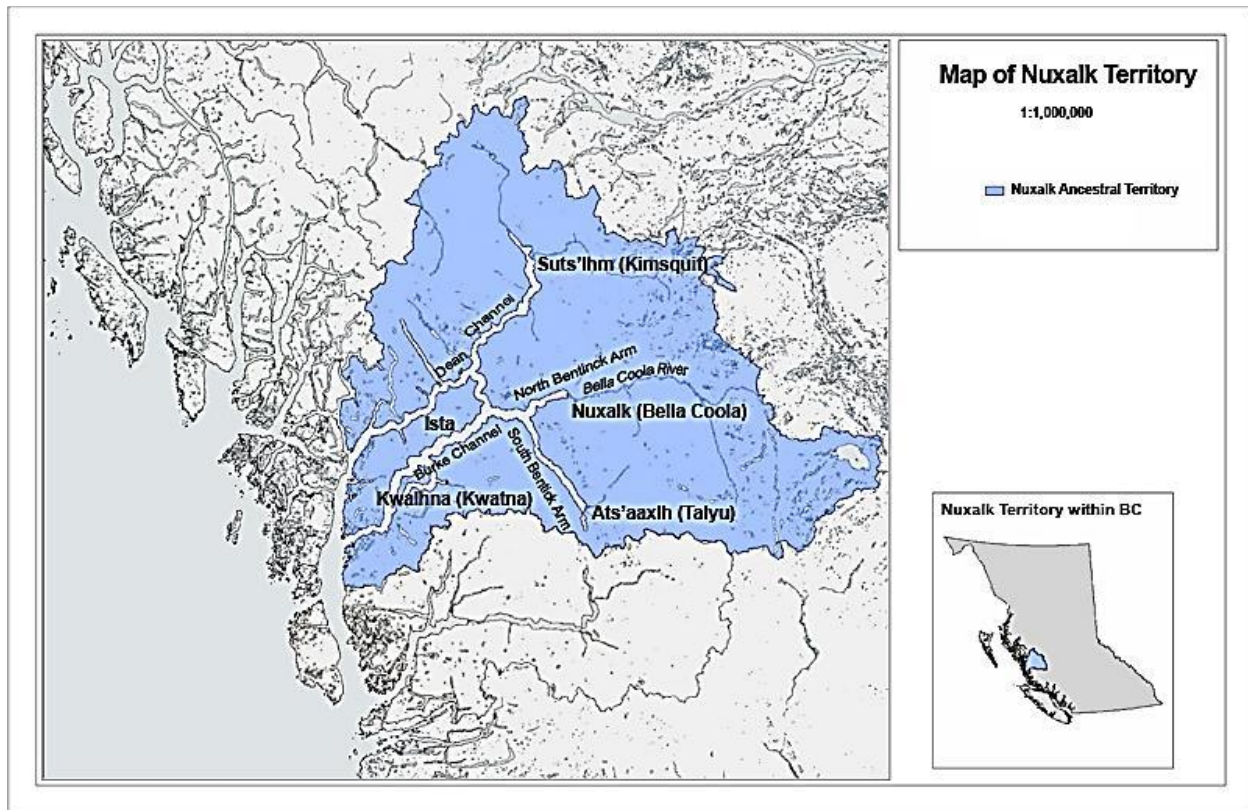 Map of Nuxalk Territory
1:1,000,000
Nuxalk Ancestral Territory
Suts'lhm (Kimsquit)
Dean Channel
North Bentinck Arm
Bella Coola River
Nuxalk (Bella Coola)
Ista
Burke Channel
South Bentick Arm
Kwalhna (Kwatna)
Ats'aaxlh (Talyu)
Nuxalk Territory within BC